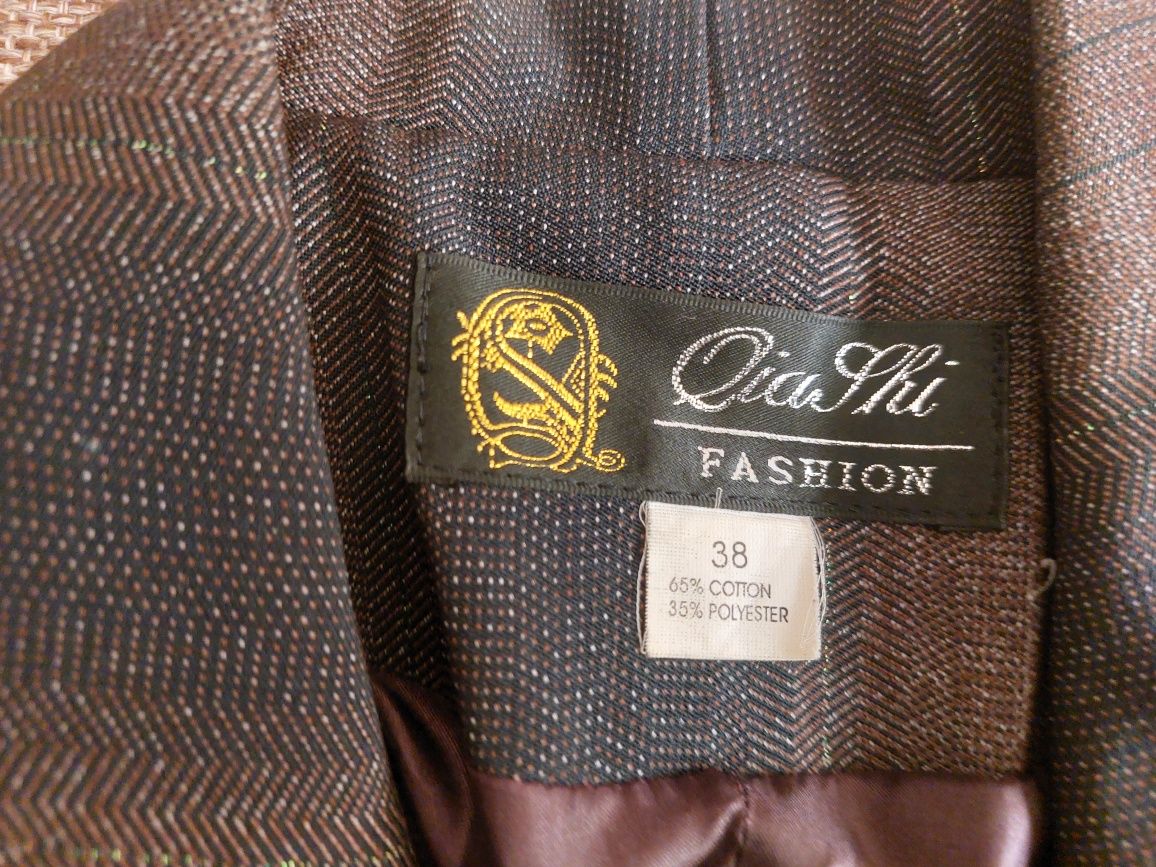 QiaShi
FASHION
38
65% COTTON
35% POLYESTER